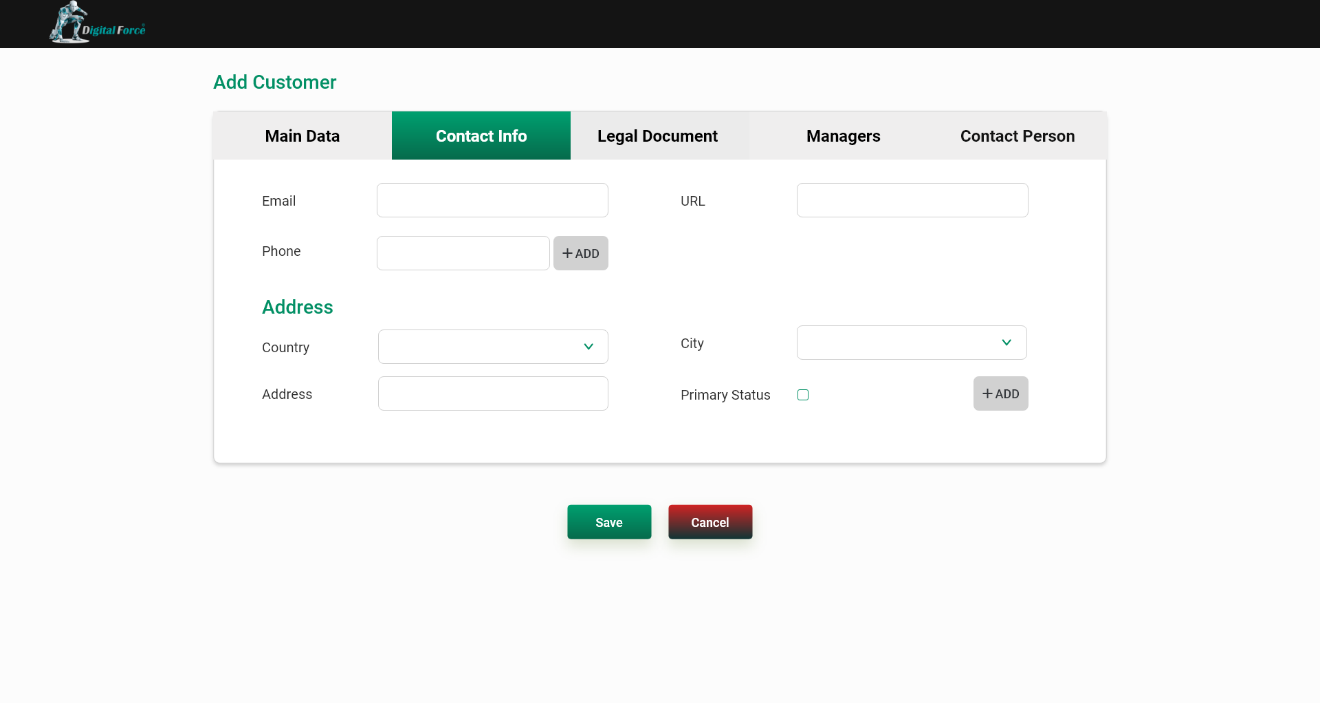 Digital Force
Add Customer
Main Data Contact Info Legal Document Managers Contact Person
Email URL
Phone + ADD
Address
Country City
Address Primary Status + ADD
Save Cancel